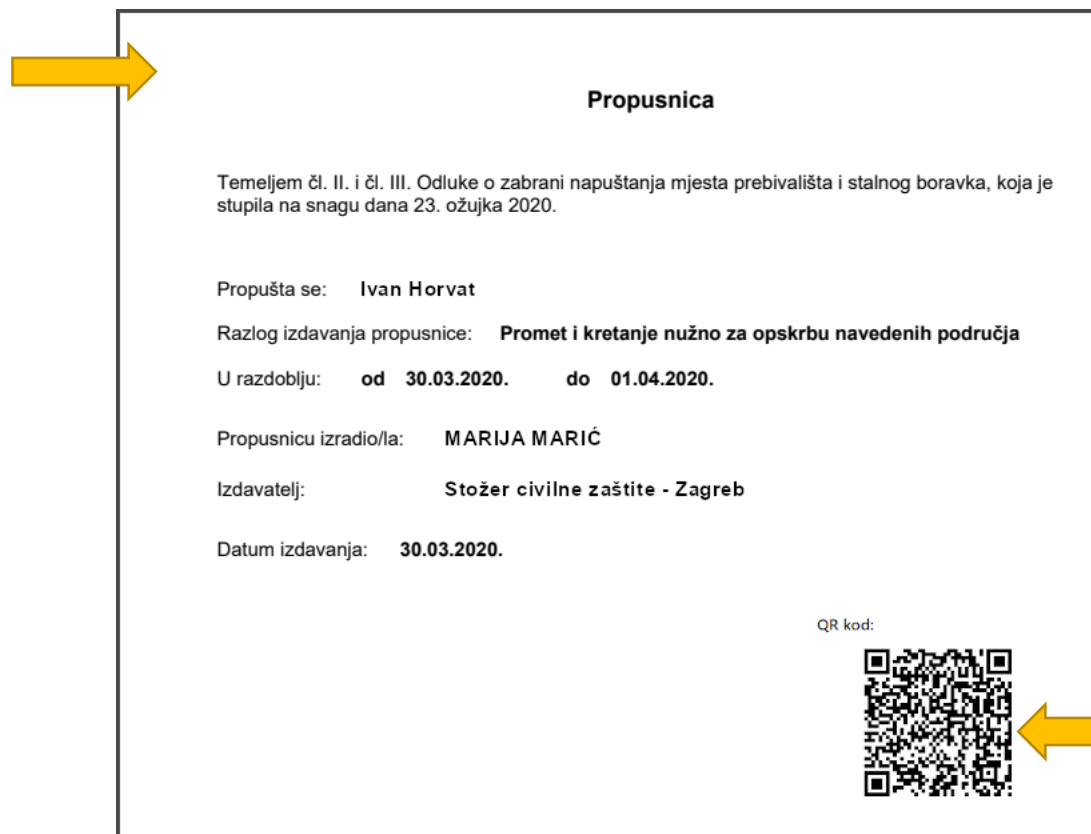 Propusnica
Temeljem čl. II. i čl. III. Odluke o zabrani napuštanja mjesta prebivališta i stalnog boravka, koja je
stupila na snagu dana 23. ožujka 2020.
Propušta se: Ivan Horvat
Razlog izdavanja propusnice: Promet i kretanje nužno za opskrbu navedenih područja
U razdoblju: od 30.03.2020. do 01.04.2020.
Propusnicu izradio/la: MARIJA MARIĆ
Izdavatelj: Stožer civilne zaštite - Zagreb
Datum izdavanja: 30.03.2020.
QR kod: